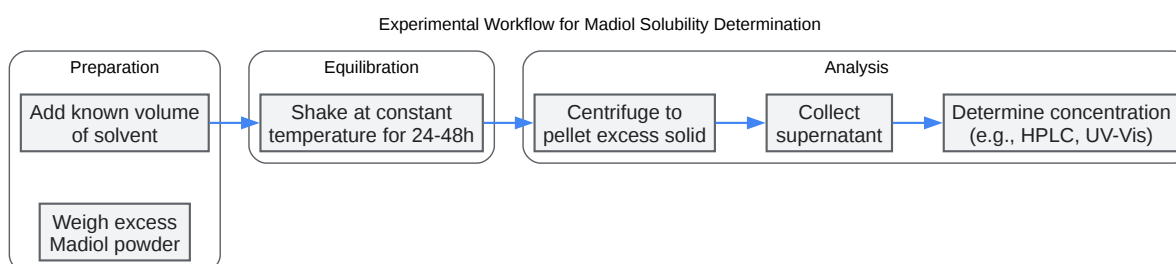 Experimental Workflow for Madiol Solubility Determination
Preparation
Add known volume
of solvent
Weigh excess
Madiol powder
Equilibration
Shake at constant
temperature for 24-48h
Analysis
Centrifuge to
pellet excess solid
Collect
supernatant
Determine concentration
(e.g., HPLC, UV-Vis)